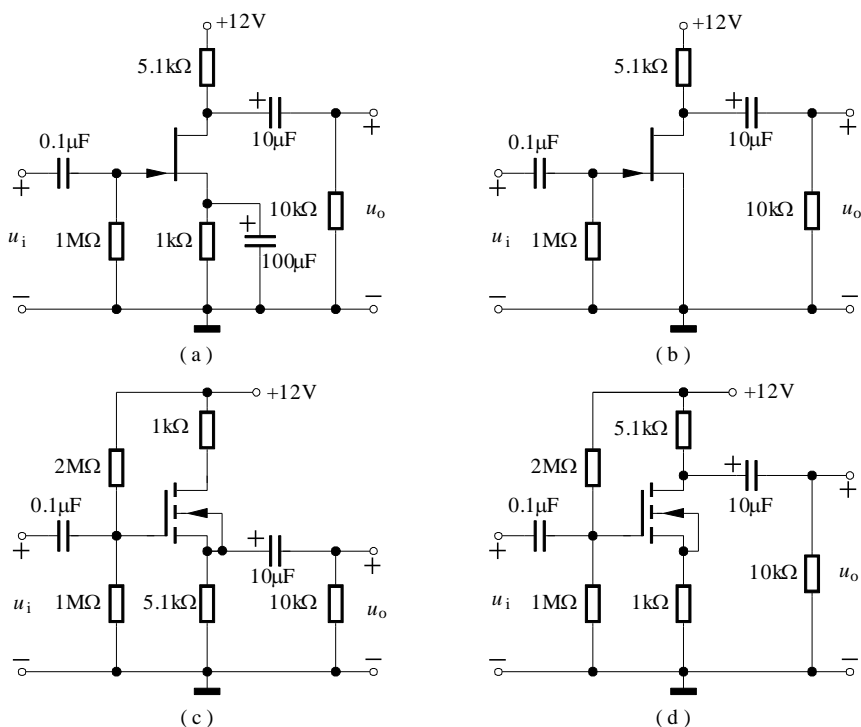 +12V
5.1kΩ
+
10μF
+
0.1μF
+
u_i
1MΩ
1kΩ
+
100μF
10kΩ
u_o
−
−
(a)
+12V
5.1kΩ
+
10μF
+
0.1μF
+
u_i
1MΩ
10kΩ
u_o
−
−
(b)
+12V
1kΩ
2MΩ
0.1μF
+
+
10μF
+
u_i
1MΩ
5.1kΩ
10kΩ
u_o
−
−
(c)
+12V
5.1kΩ
2MΩ
+
10μF
+
0.1μF
+
u_i
1MΩ
1kΩ
10kΩ
u_o
−
−
(d)